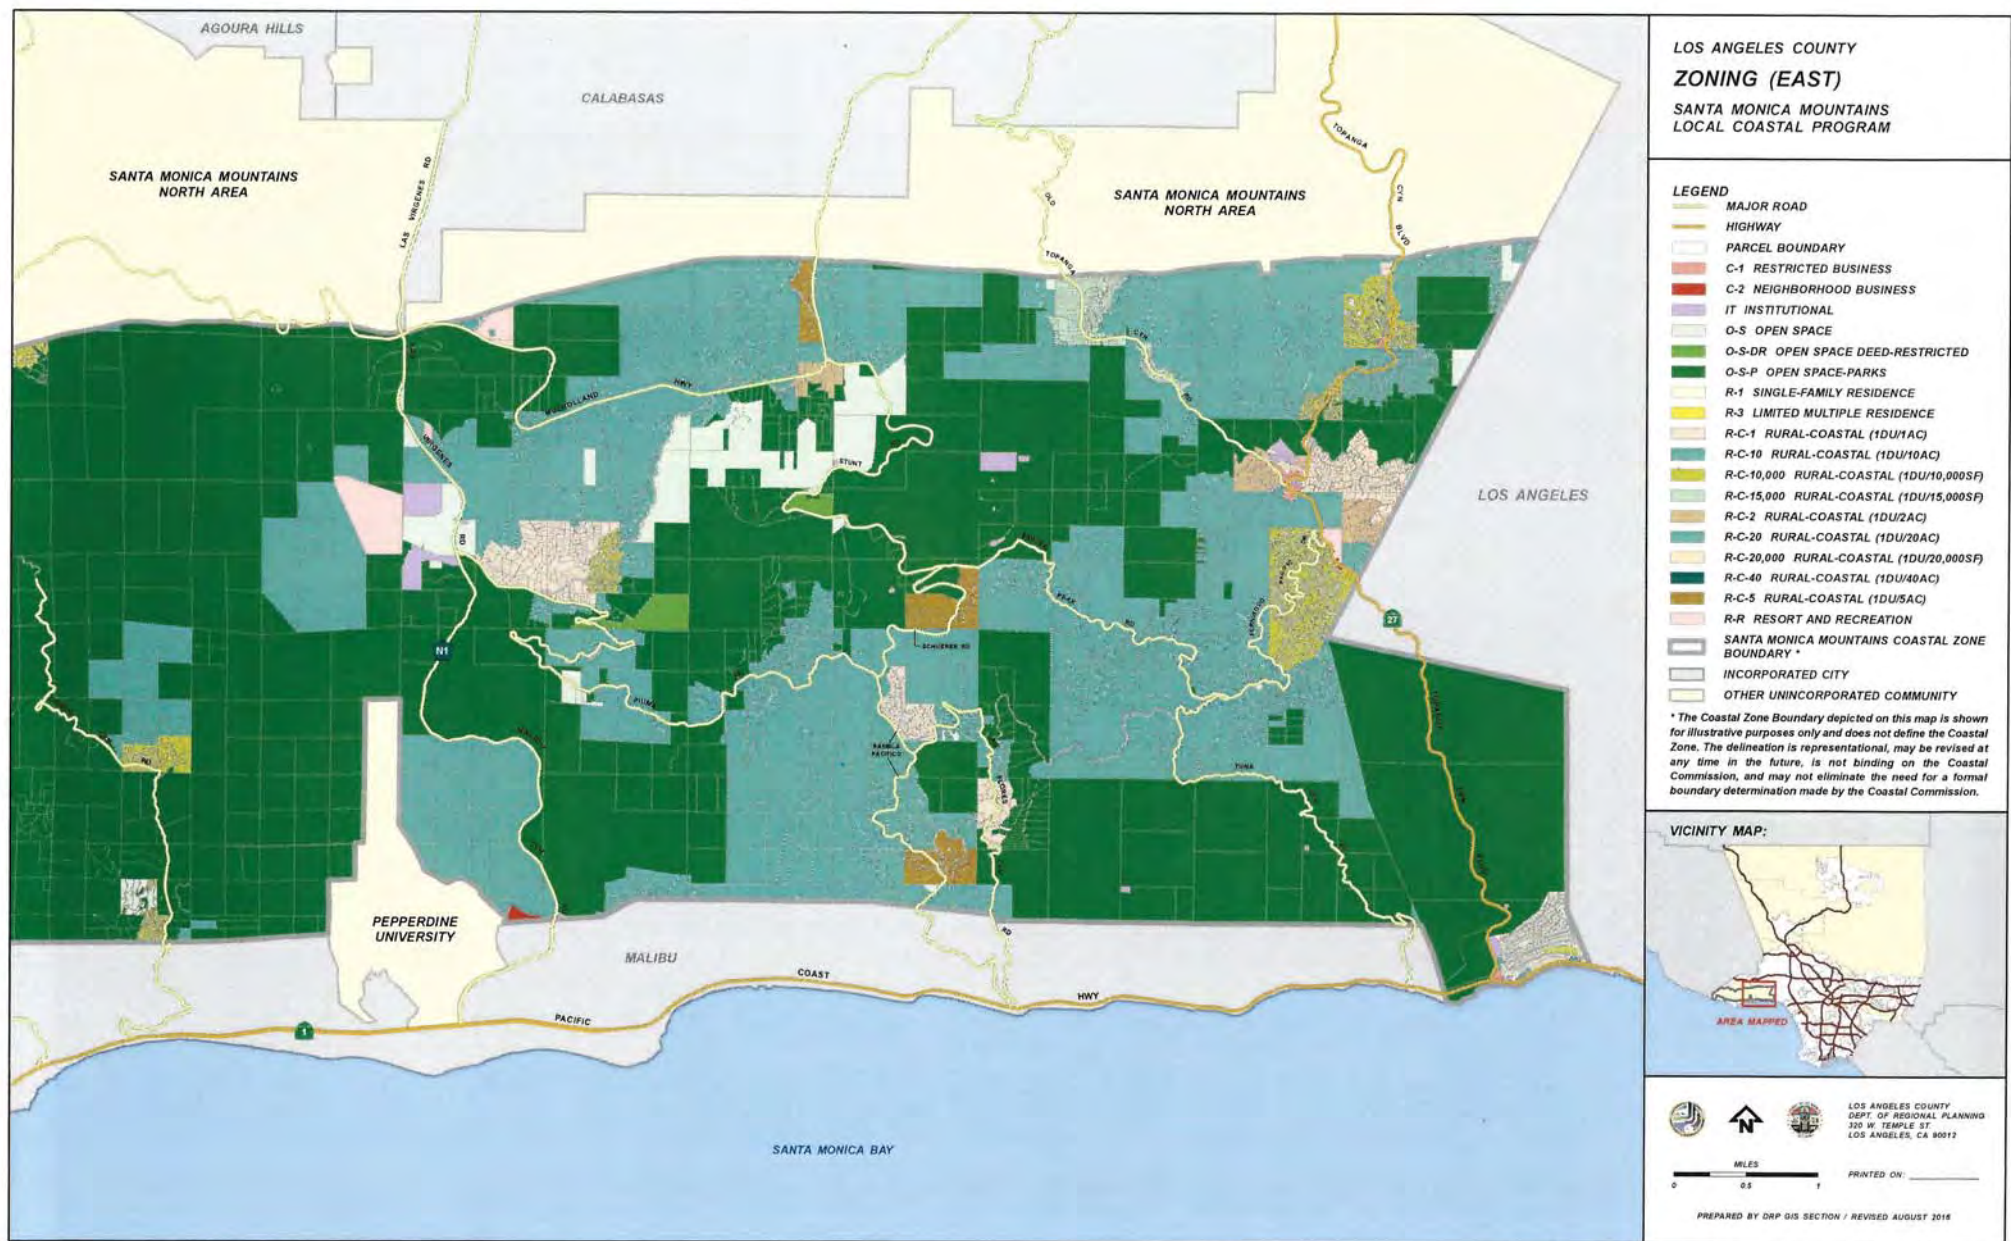 AGOURA HILLS
CALABASAS
SANTA MONICA MOUNTAINS
NORTH AREA
LAS VIRGENES RD
SANTA MONICA MOUNTAINS
NORTH AREA
TOPANGA
CYN
BLVD
OLD
TOPANGA
CYN
RD
MULHOLLAND
HWY
VIRGENES
RD
STUNT
LOS ANGELES
SCHUEREN RD
PEAK
RD
FERNWOOD
PIUMA
RAMBLA
PACIFICO
FLORES
TUNA
N1
27
PEPPERDINE
UNIVERSITY
MALIBU
RD
COAST
HWY
PACIFIC
1
SANTA MONICA BAY
LOS ANGELES COUNTY
ZONING (EAST)
SANTA MONICA MOUNTAINS
LOCAL COASTAL PROGRAM
LEGEND
MAJOR ROAD
HIGHWAY
PARCEL BOUNDARY
C-1 RESTRICTED BUSINESS
C-2 NEIGHBORHOOD BUSINESS
IT INSTITUTIONAL
O-S OPEN SPACE
O-S-DR OPEN SPACE DEED-RESTRICTED
O-S-P OPEN SPACE-PARKS
R-1 SINGLE-FAMILY RESIDENCE
R-3 LIMITED MULTIPLE RESIDENCE
R-C-1 RURAL-COASTAL (1DU/1AC)
R-C-10 RURAL-COASTAL (1DU/10AC)
R-C-10,000 RURAL-COASTAL (1DU/10,000SF)
R-C-15,000 RURAL-COASTAL (1DU/15,000SF)
R-C-2 RURAL-COASTAL (1DU/2AC)
R-C-20 RURAL-COASTAL (1DU/20AC)
R-C-20,000 RURAL-COASTAL (1DU/20,000SF)
R-C-40 RURAL-COASTAL (1DU/40AC)
R-C-5 RURAL-COASTAL (1DU/5AC)
R-R RESORT AND RECREATION
SANTA MONICA MOUNTAINS COASTAL ZONE
BOUNDARY *
INCORPORATED CITY
OTHER UNINCORPORATED COMMUNITY
* The Coastal Zone Boundary depicted on this map is shown
for illustrative purposes only and does not define the Coastal
Zone. The delineation is representational, may be revised at
any time in the future, is not binding on the Coastal
Commission, and may not eliminate the need for a formal
boundary determination made by the Coastal Commission.
VICINITY MAP:
AREA MAPPED
N
LOS ANGELES COUNTY
DEPT. OF REGIONAL PLANNING
320 W. TEMPLE ST.
LOS ANGELES, CA 90012
MILES
0 0.5 1
PRINTED ON:
PREPARED BY DRP GIS SECTION / REVISED AUGUST 2018